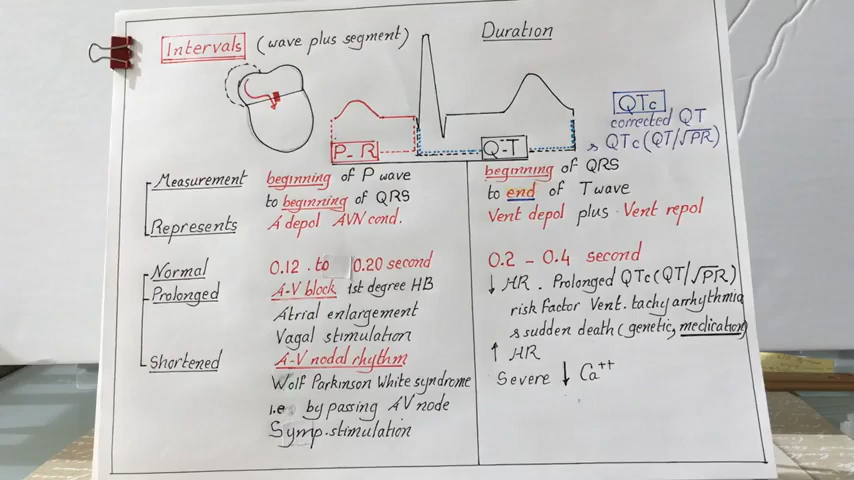 Intervals (wave plus segment)
Duration
QTc
corrected QT
& QTc (QT/√PR)
P-R
Q-T
Measurement
beginning of P wave
to beginning of QRS
beginning of QRS
to end of T wave
Represents
A depol AVN cond.
Vent depol plus Vent repol
Normal
0.12 to 0.20 second
0.2 - 0.4 second
Prolonged
A-V block 1st degree HB
Atrial enlargement
Vagal stimulation
↓ HR. Prolonged QTc (QT/√PR)
risk factor Vent. tachy arrhythmia
& sudden death (genetic, medication)
Shortened
A-V nodal rhythm
Wolf Parkinson White syndrome
i.e by passing AV node
Symp. stimulation
↑ HR
Severe ↓ Ca++